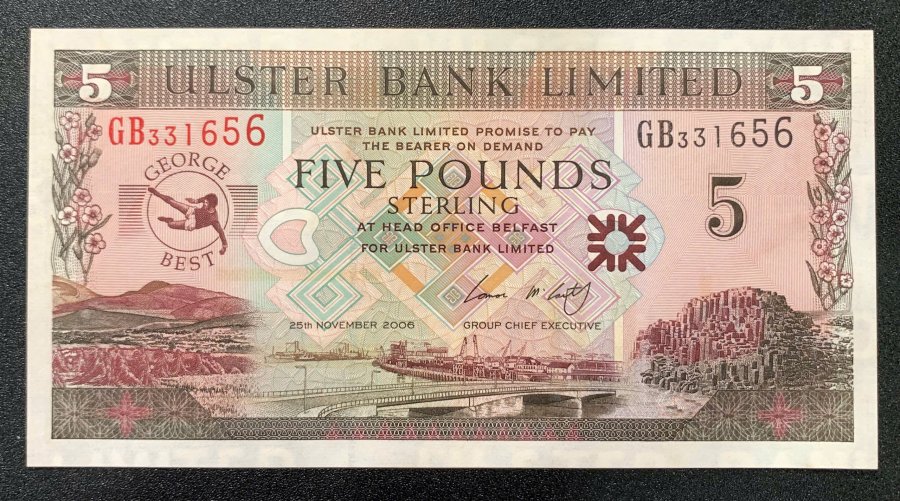 5 ULSTER BANK LIMITED 5
GB331656
GB331656
GEORGE
BEST
ULSTER BANK LIMITED PROMISE TO PAY
THE BEARER ON DEMAND
FIVE POUNDS
STERLING
AT HEAD OFFICE BELFAST
FOR ULSTER BANK LIMITED
5
25th NOVEMBER 2006
GROUP CHIEF EXECUTIVE